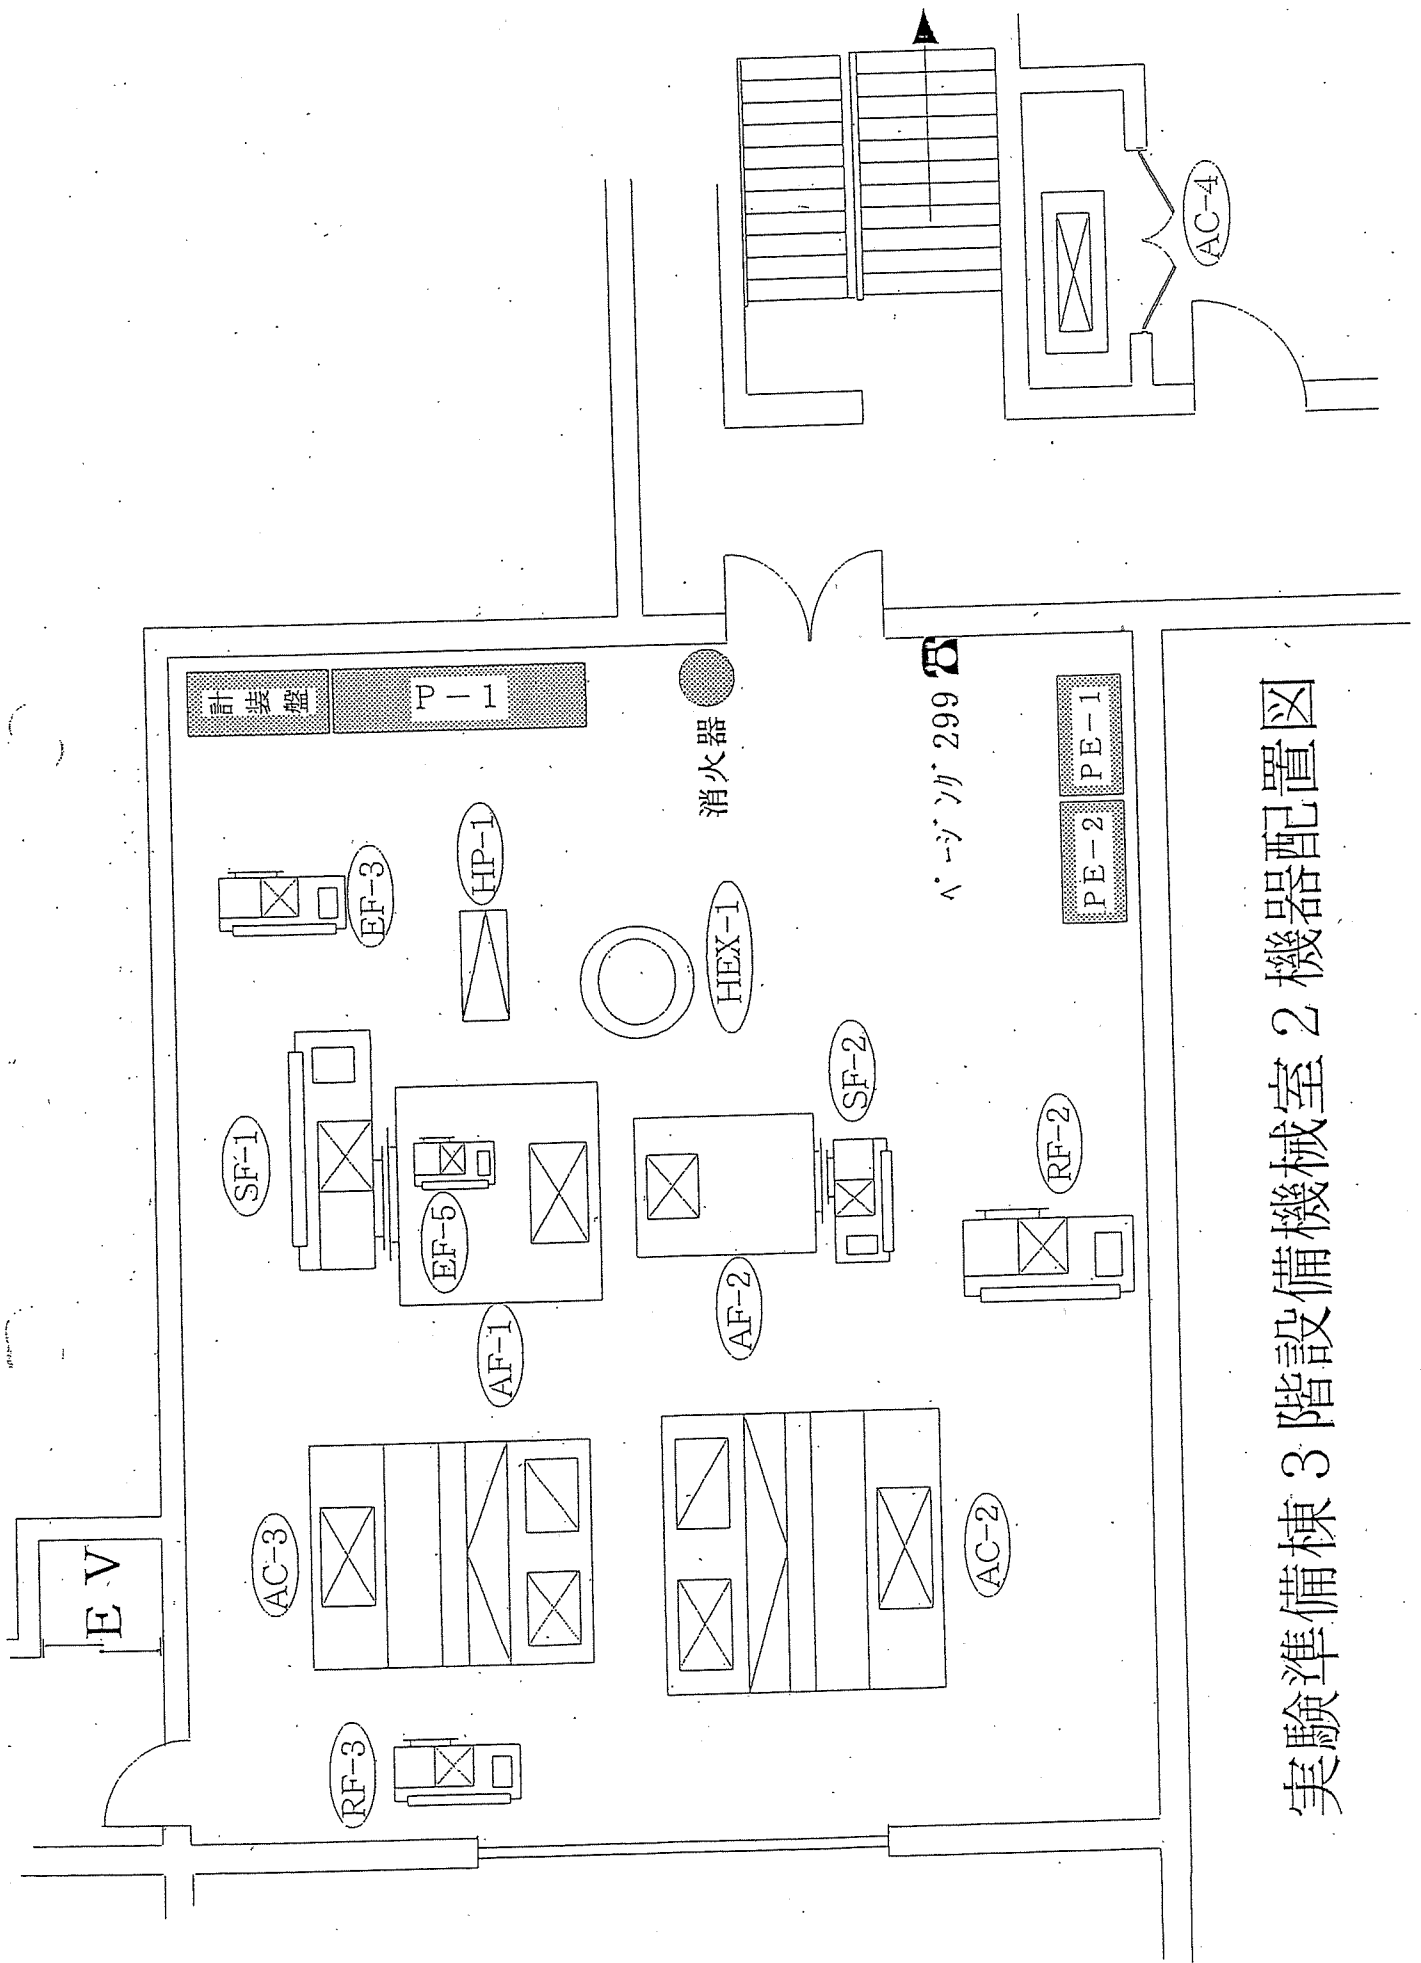 EV
RF-3
AC-3
SF-1
AF-1
EF-5
EF-3
HP-1
計装盤
P-1
HEX-1
消火器
AF-2
SF-2
AC-2
RF-2
ページング 299
PE-2
PE-1
AC-4
実験準備棟3階設備機械室2機器配置図